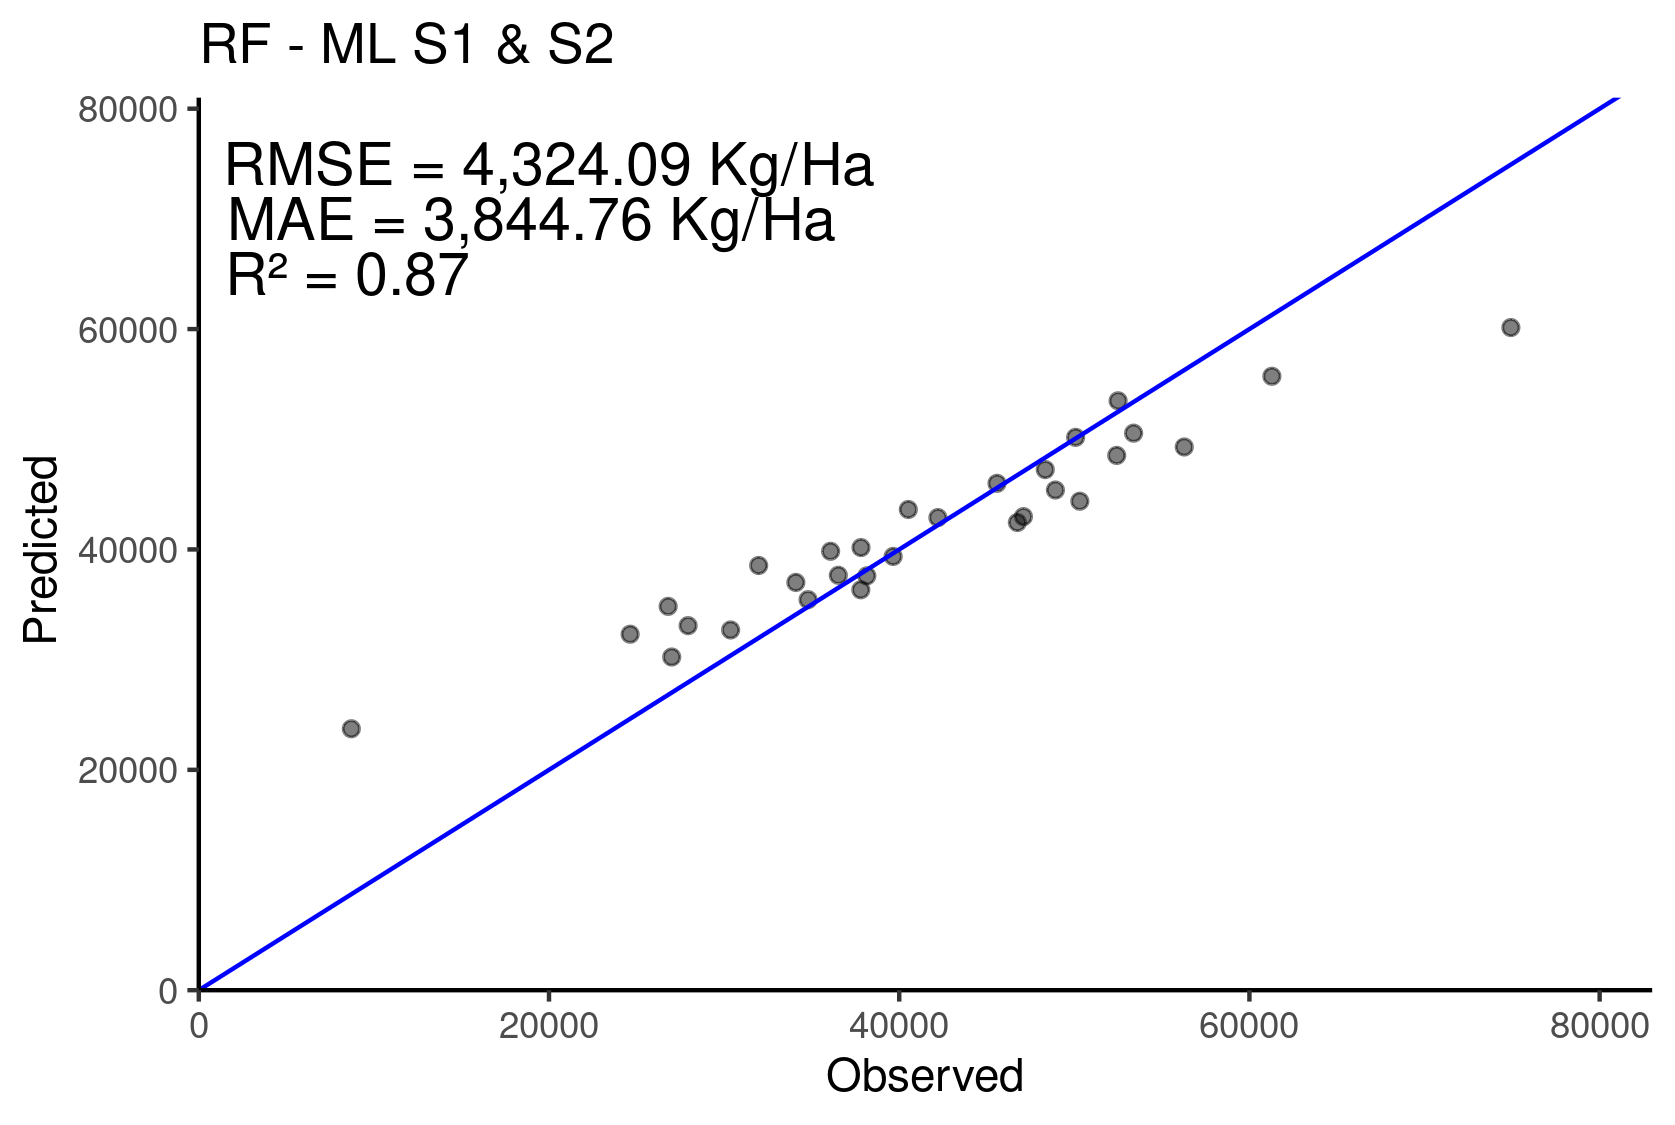 RF - ML S1 & S2
80000
RMSE = 4,324.09 Kg/Ha
MAE = 3,844.76 Kg/Ha
R² = 0.87
60000
Predicted
40000
20000
0
0 20000 40000 60000 80000
Observed